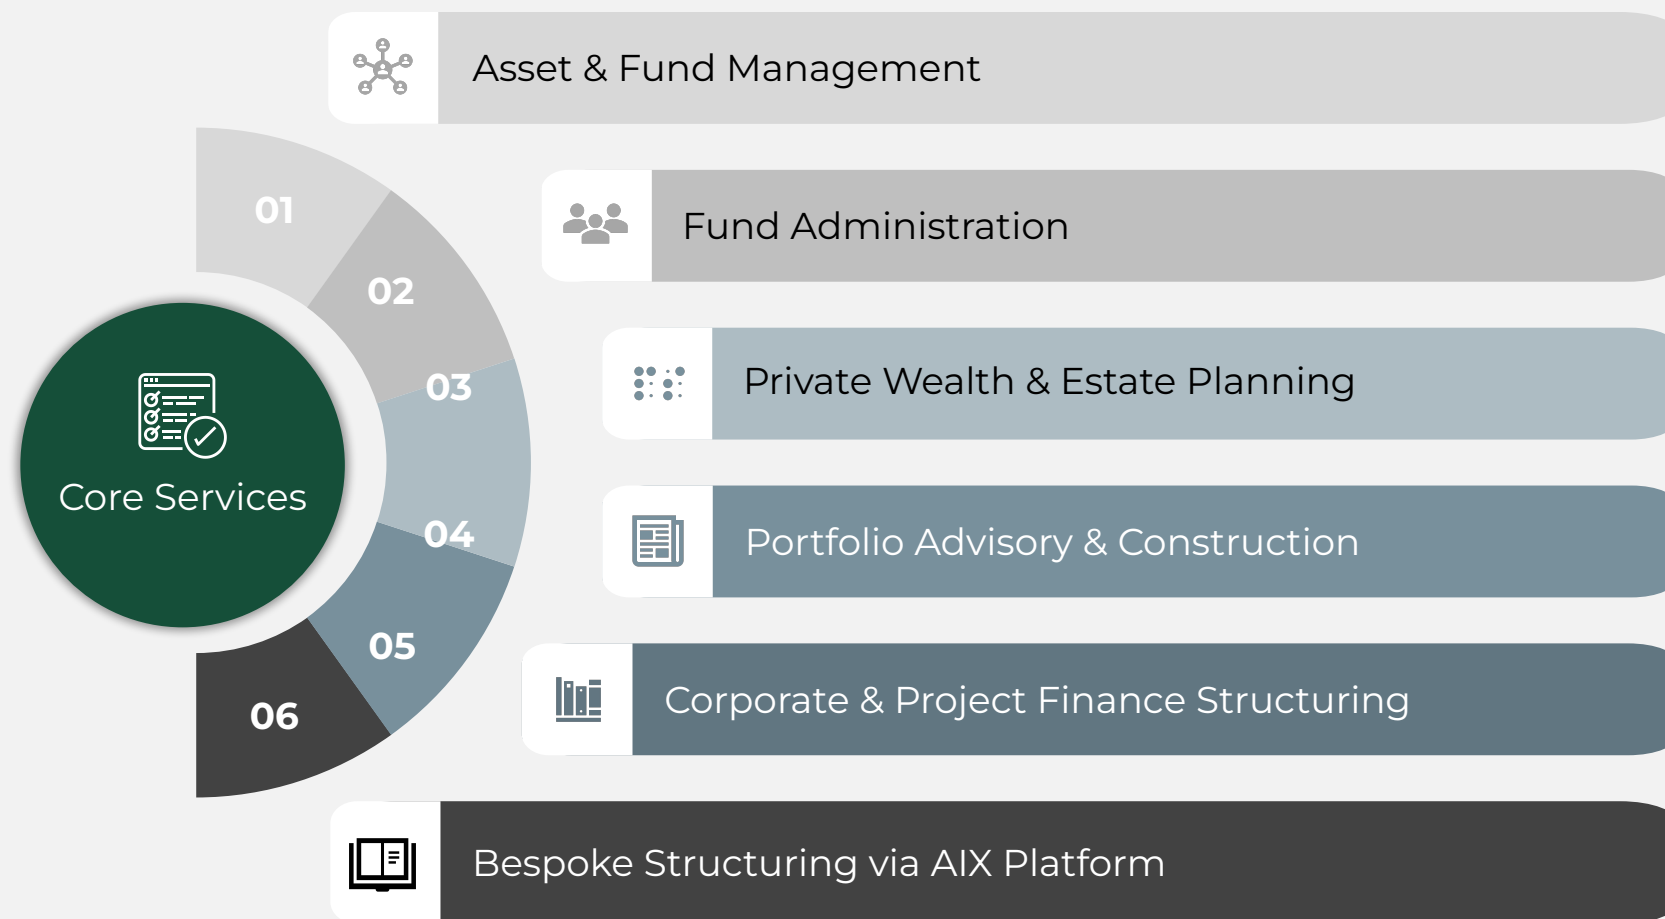 Asset & Fund Management
01
Fund Administration
02
03
Private Wealth & Estate Planning
Core Services
04
Portfolio Advisory & Construction
05
Corporate & Project Finance Structuring
06
Bespoke Structuring via AIX Platform